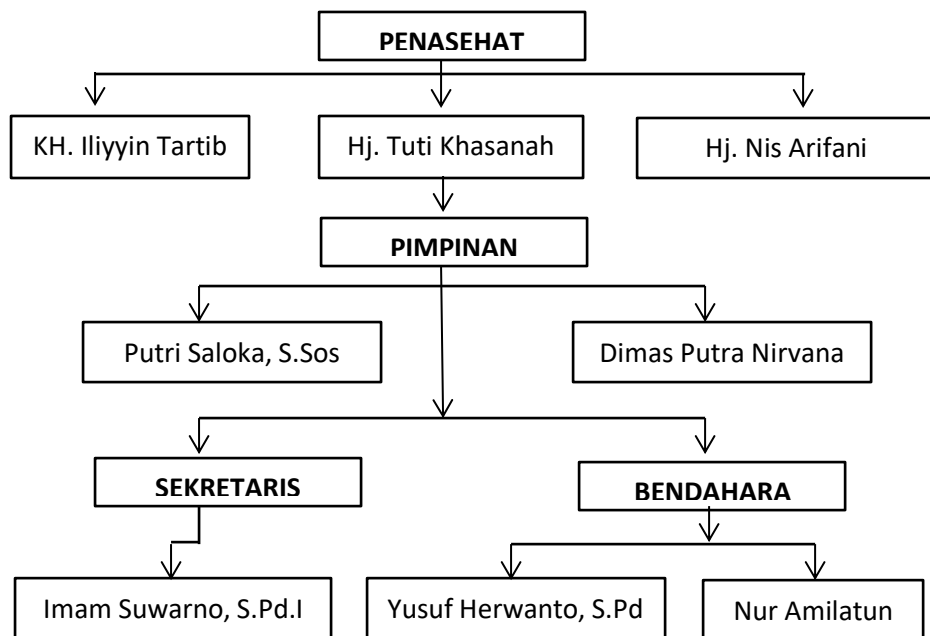 PENASEHAT
KH. Iliyyin Tartib
Hj. Tuti Khasanah
Hj. Nis Arifani
PIMPINAN
Putri Saloka, S.Sos
Dimas Putra Nirvana
SEKRETARIS
BENDAHARA
Imam Suwarno, S.Pd.I
Yusuf Herwanto, S.Pd
Nur Amilatun